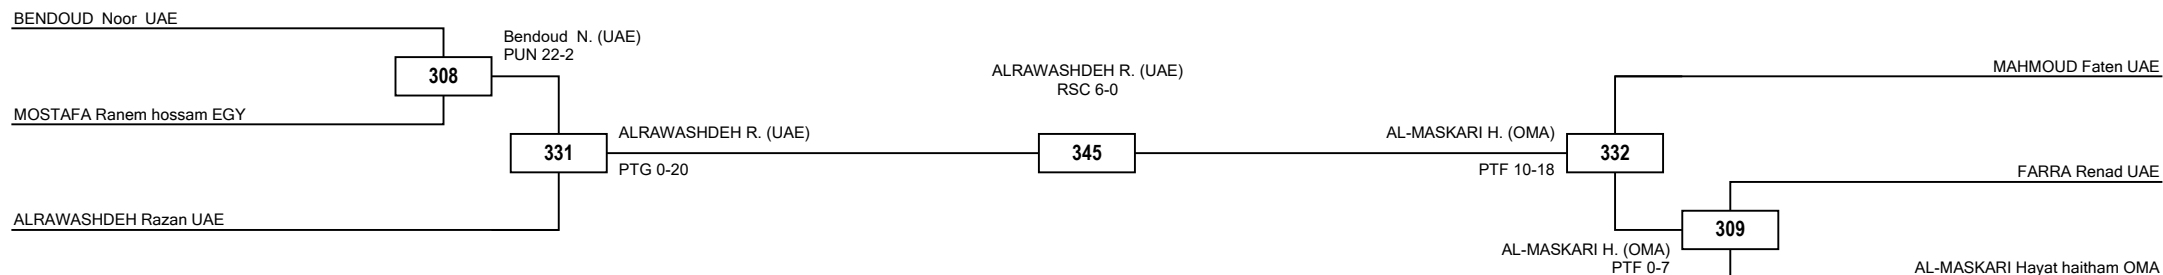 BENDOUD Noor UAE
Bendoud N. (UAE)
PUN 22-2
308
MOSTAFA Ranem hossam EGY
ALRAWASHDEH R. (UAE)
RSC 6-0
MAHMOUD Faten UAE
ALRAWASHDEH R. (UAE)
331
PTG 0-20
345
AL-MASKARI H. (OMA)
332
PTF 10-18
FARRA Renad UAE
ALRAWASHDEH Razan UAE
309
AL-MASKARI H. (OMA)
PTF 0-7
AL-MASKARI Hayat haitham OMA